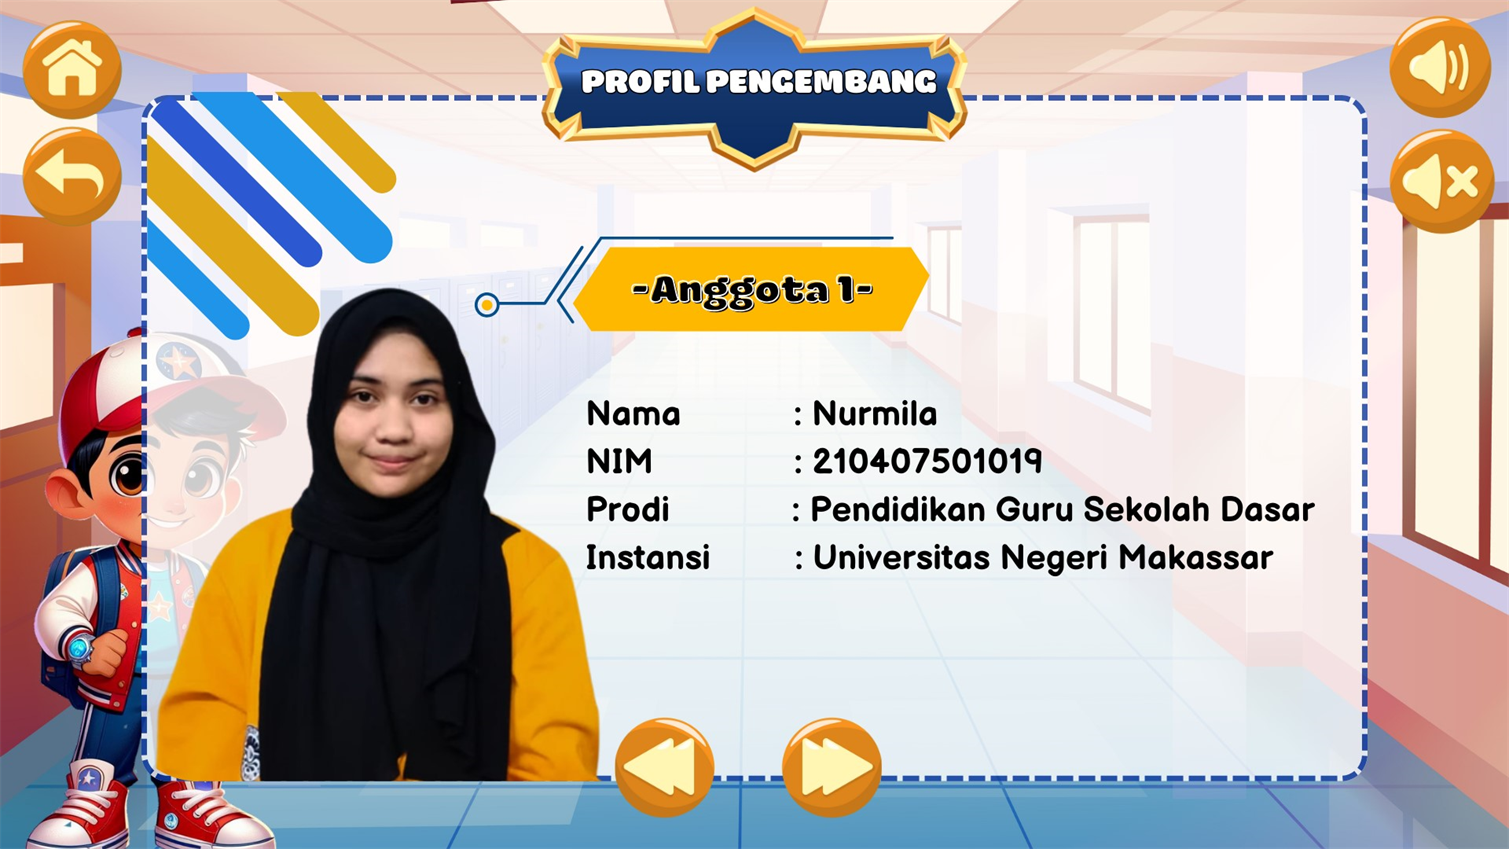 PROFIL PENGEMBANG
-Anggota 1-
Nama : Nurmila
NIM : 210407501019
Prodi : Pendidikan Guru Sekolah Dasar
Instansi : Universitas Negeri Makassar